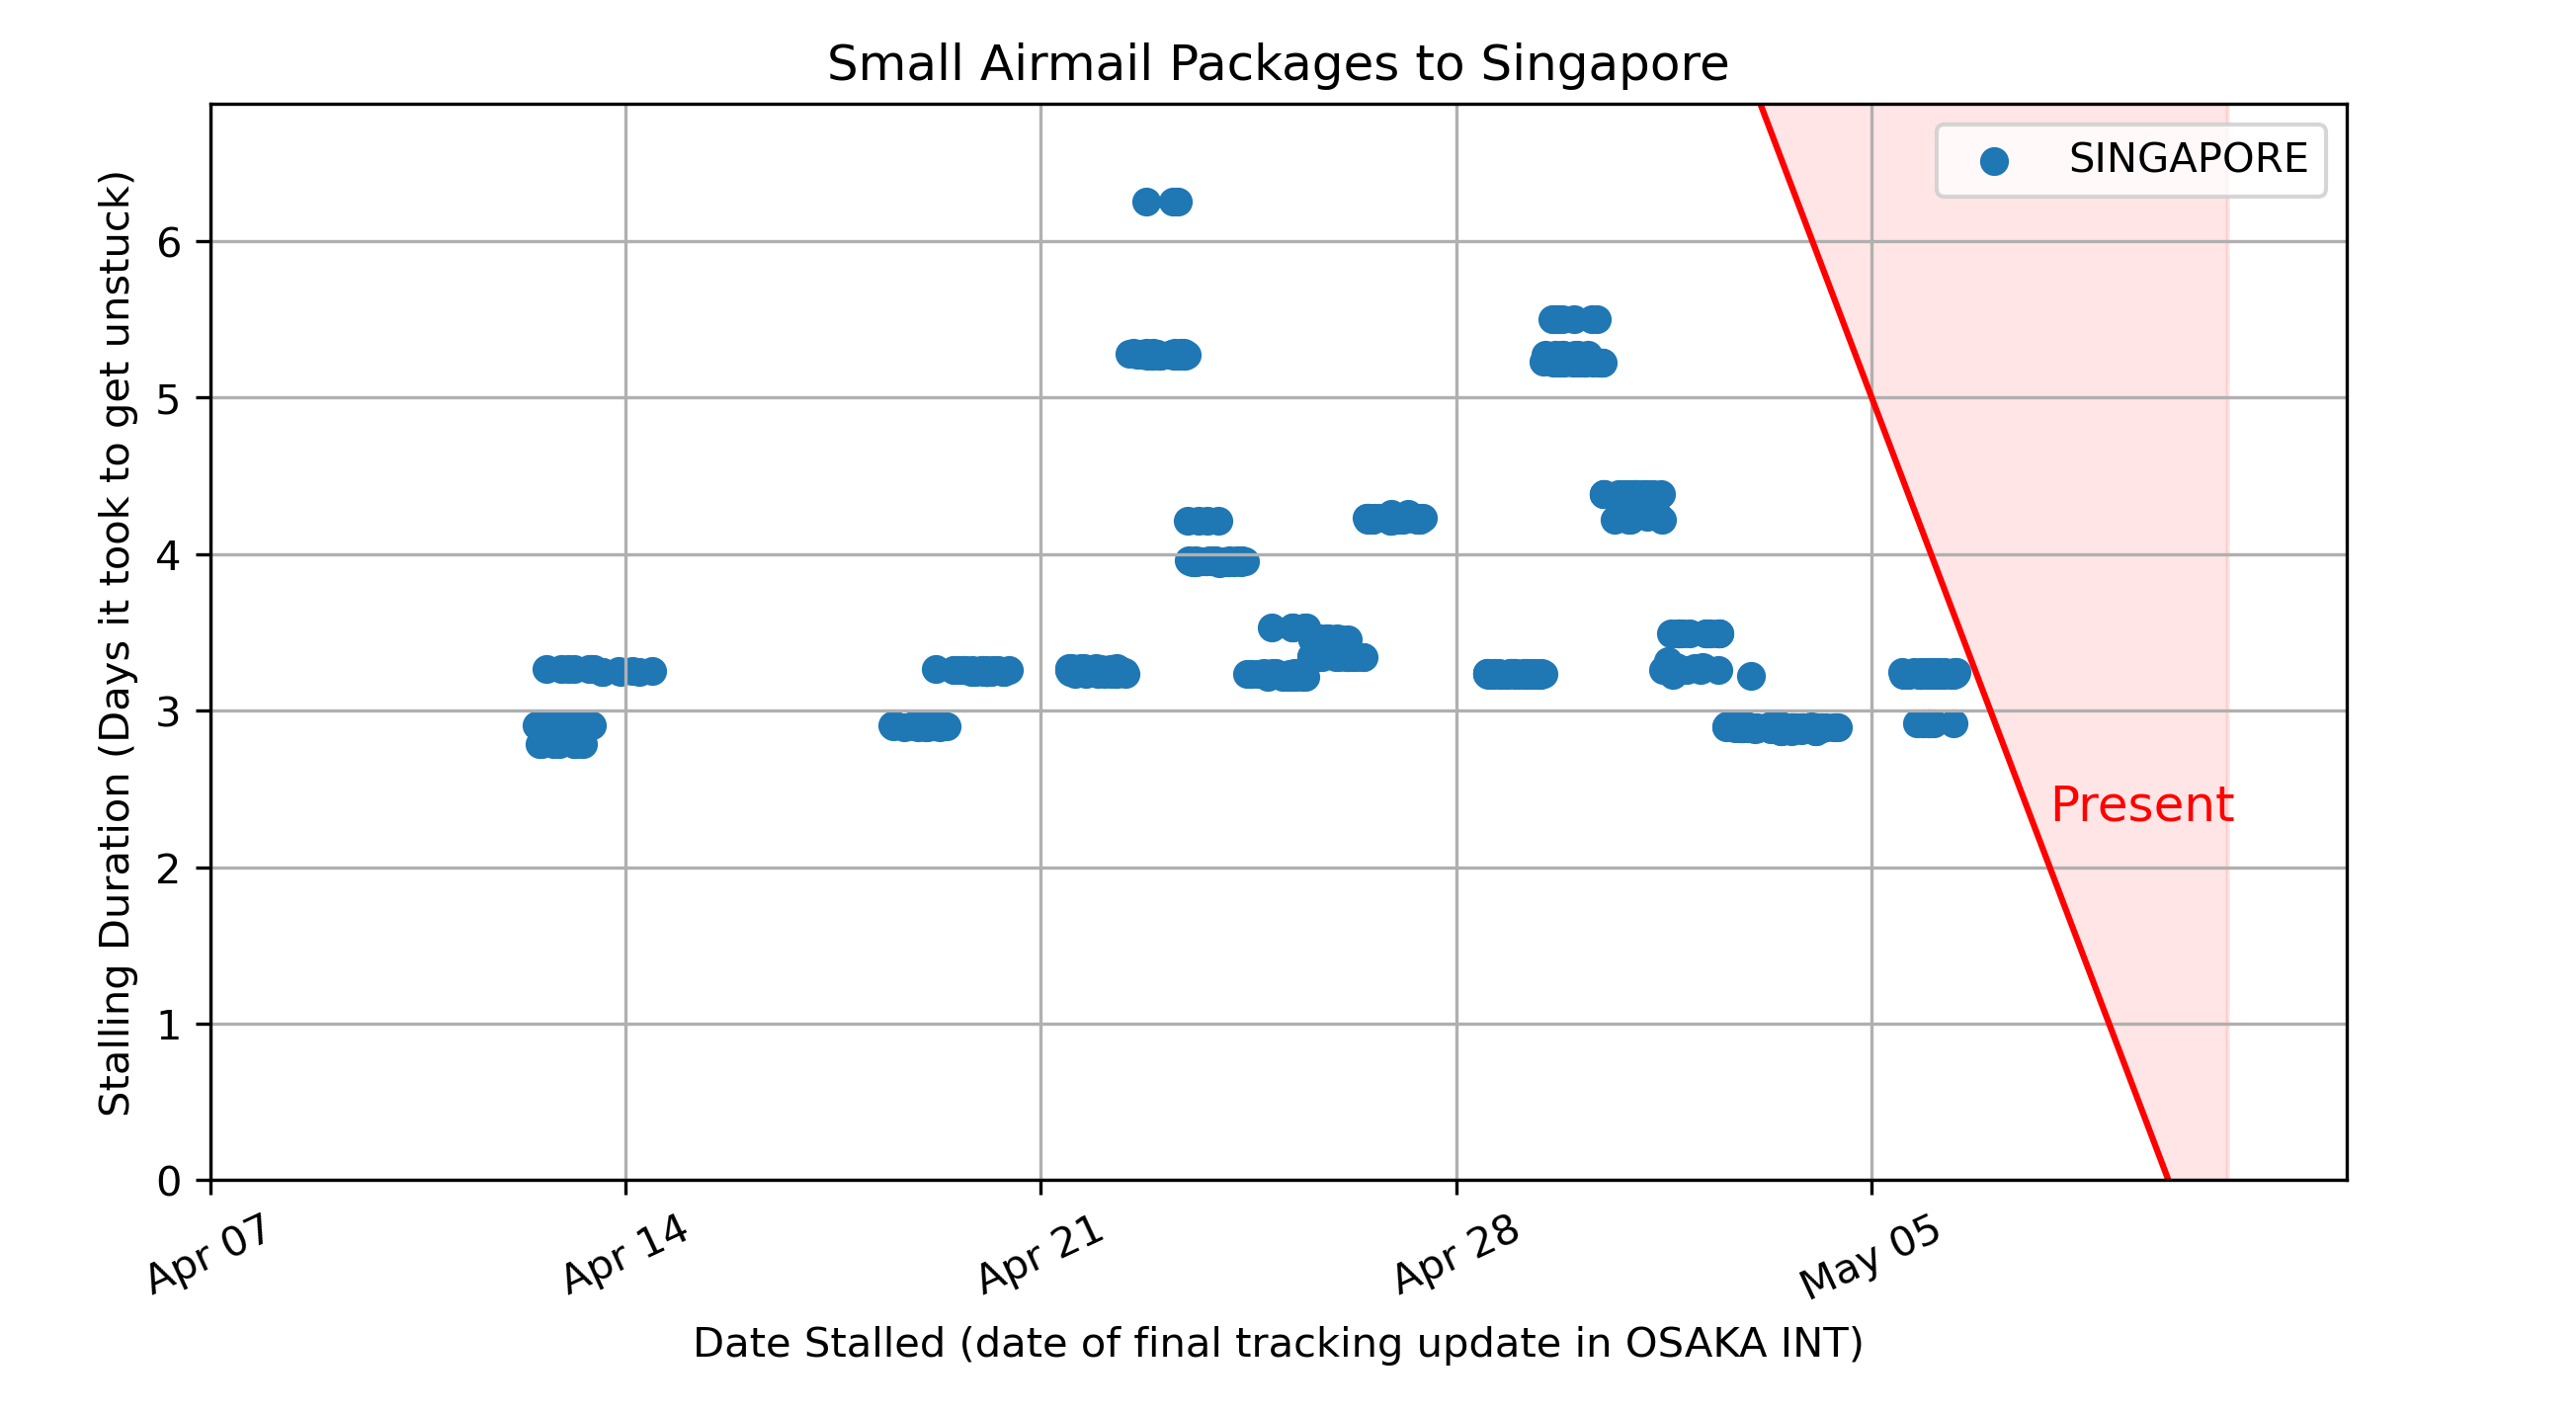 Small Airmail Packages to Singapore
SINGAPORE
Stalling Duration (Days it took to get unstuck)
6
5
4
3
2
1
0
Present
Apr 07
Apr 14
Apr 21
Apr 28
May 05
Date Stalled (date of final tracking update in OSAKA INT)